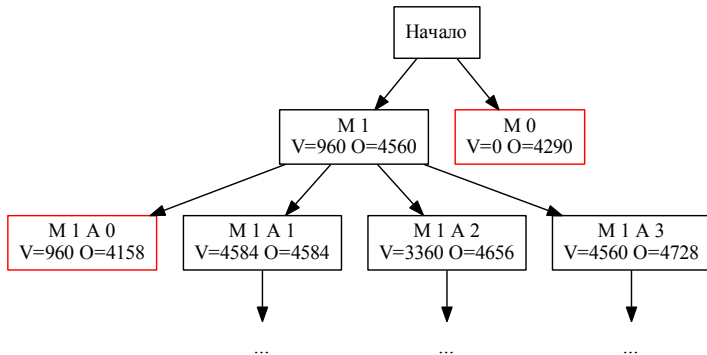 Начало
М 1
V=960 O=4560
М 0
V=0 O=4290
М 1 А 0
V=960 O=4158
М 1 А 1
V=4584 O=4584
М 1 А 2
V=3360 O=4656
М 1 А 3
V=4560 O=4728
...
...
...